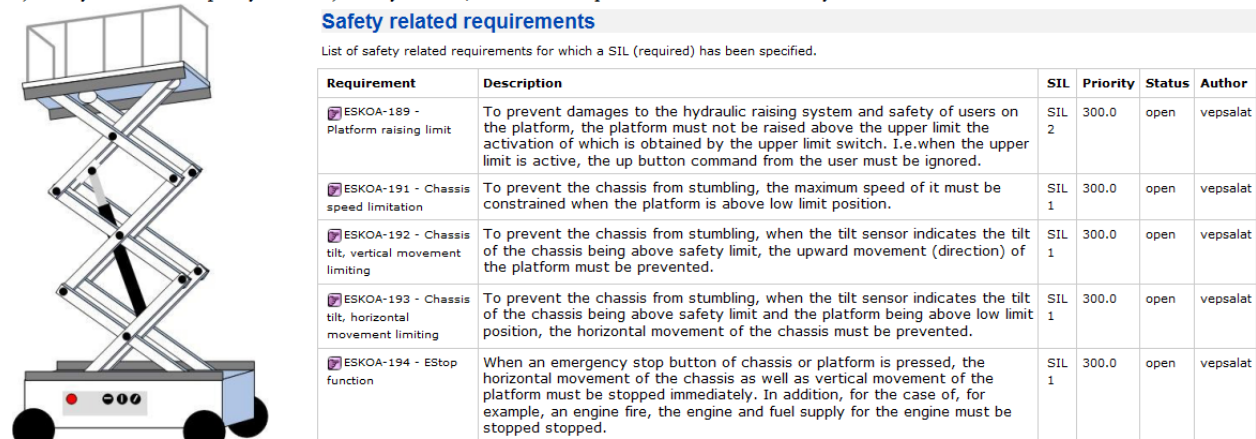 Safety related requirements
List of safety related requirements for which a SIL (required) has been specified.
Requirement Description SIL Priority Status Author
ESKOA-189 -
Platform raising limit
To prevent damages to the hydraulic raising system and safety of users on
the platform, the platform must not be raised above the upper limit the
activation of which is obtained by the upper limit switch. I.e.when the upper
limit is active, the up button command from the user must be ignored.
SIL
2
300.0
open
vepsalat
ESKOA-191 - Chassis
speed limitation
To prevent the chassis from stumbling, the maximum speed of it must be
constrained when the platform is above low limit position.
SIL
1
300.0
open
vepsalat
ESKOA-192 - Chassis
tilt, vertical movement
limiting
To prevent the chassis from stumbling, when the tilt sensor indicates the tilt
of the chassis being above safety limit, the upward movement (direction) of
the platform must be prevented.
SIL
1
300.0
open
vepsalat
ESKOA-193 - Chassis
tilt, horizontal
movement limiting
To prevent the chassis from stumbling, when the tilt sensor indicates the tilt
of the chassis being above safety limit and the platform being above low limit
position, the horizontal movement of the chassis must be prevented.
SIL
1
300.0
open
vepsalat
ESKOA-194 - EStop
function
When an emergency stop button of chassis or platform is pressed, the
horizontal movement of the chassis as well as vertical movement of the
platform must be stopped immediately. In addition, for the case of, for
example, an engine fire, the engine and fuel supply for the engine must be
stopped stopped.
SIL
1
300.0
open
vepsalat